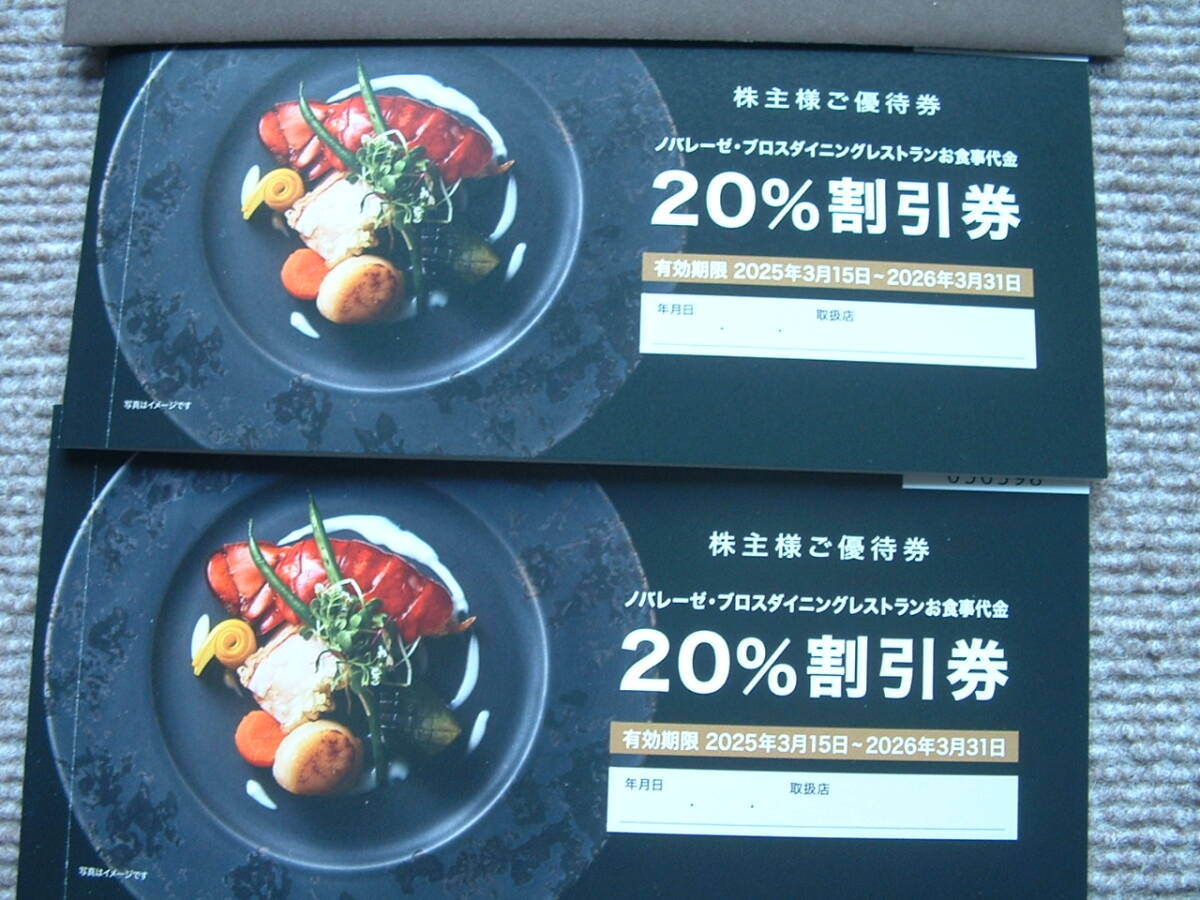 株主様ご優待券
ノバレーゼ・ブロスダイニングレストランお食事代金
20%割引券
有効期限 2025年3月15日~2026年3月31日
年月日 ． ． 取扱店
写真はイメージです
株主様ご優待券
ノバレーゼ・ブロスダイニングレストランお食事代金
20%割引券
有効期限 2025年3月15日~2026年3月31日
年月日 ． ． 取扱店
写真はイメージです